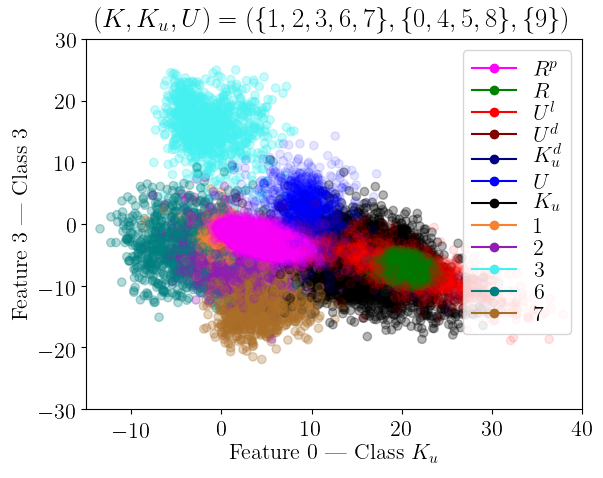 (K, K_u, U) = ({1, 2, 3, 6, 7}, {0, 4, 5, 8}, {9})
30
20
10
0
−10
−20
−30
Feature 3 — Class 3
R^p
R
U^l
U^d
K_u^d
U
K_u
1
2
3
6
7
−10
0
10
20
30
40
Feature 0 — Class K_u